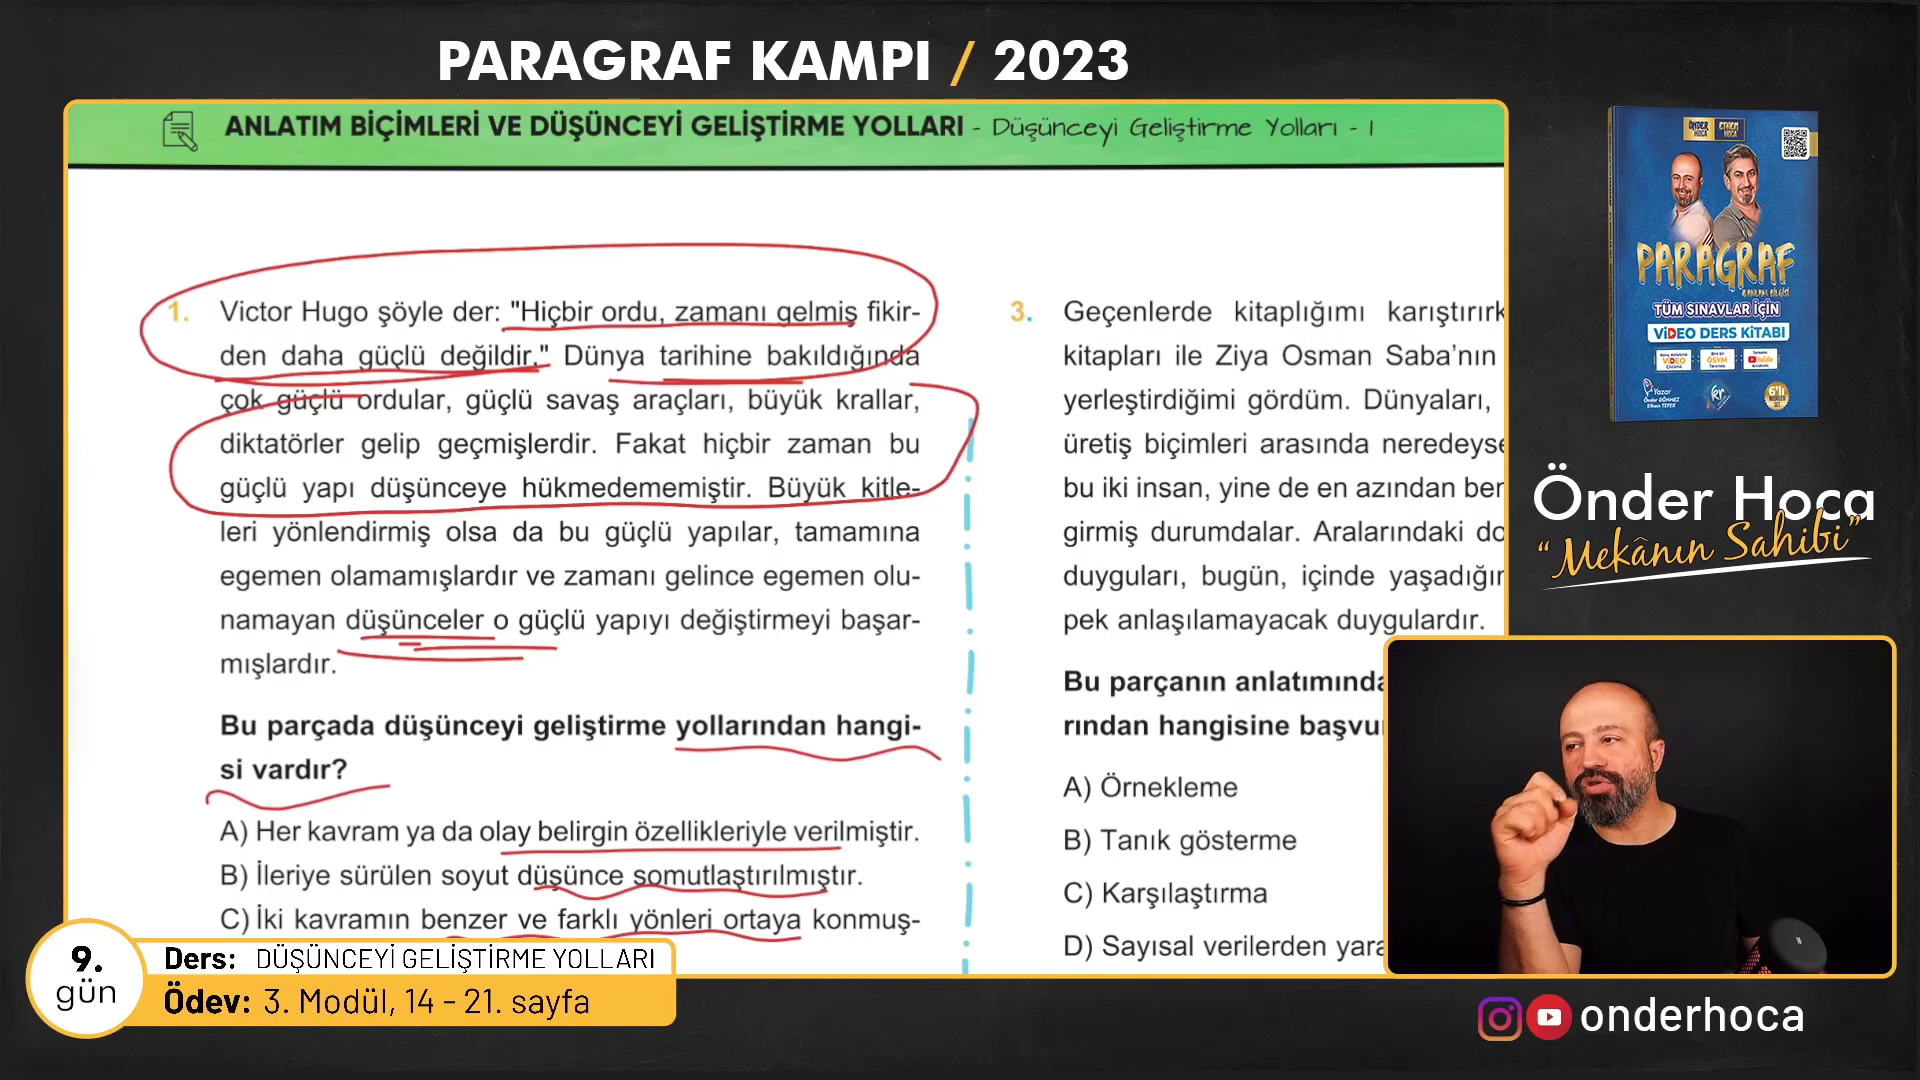 PARAGRAF KAMPI / 2023
ANLATIM BİÇİMLERİ VE DÜŞÜNCEYİ GELİŞTİRME YOLLARI - Düşünceyi Geliştirme Yolları - I
1. Victor Hugo şöyle der: "Hiçbir ordu, zamanı gelmiş fikir-
den daha güçlü değildir." Dünya tarihine bakıldığında
çok güçlü ordular, güçlü savaş araçları, büyük krallar,
diktatörler gelip geçmişlerdir. Fakat hiçbir zaman bu
güçlü yapı düşünceye hükmedememiştir. Büyük kitle-
leri yönlendirmiş olsa da bu güçlü yapılar, tamamına
egemen olamamışlardır ve zamanı gelince egemen olu-
namayan düşünceler o güçlü yapıyı değiştirmeyi başar-
mışlardır.
Bu parçada düşünceyi geliştirme yollarından hangi-
si vardır?
A) Her kavram ya da olay belirgin özellikleriyle verilmiştir.
B) İleriye sürülen soyut düşünce somutlaştırılmıştır.
C) İki kavramın benzer ve farklı yönleri ortaya konmuş-
3. Geçenlerde kitaplığımı karıştırırk
kitapları ile Ziya Osman Saba'nın
yerleştirdiğimi gördüm. Dünyaları,
üretiş biçimleri arasında neredeyse
bu iki insan, yine de en azından ben
girmiş durumdalar. Aralarındaki do
duyguları, bugün, içinde yaşadığın
pek anlaşılamayacak duygulardır.
Bu parçanın anlatımında
rından hangisine başvur
A) Örnekleme
B) Tanık gösterme
C) Karşılaştırma
D) Sayısal verilerden yara
ÖNDER HOCA
ETHEM HOCA
PARAGRAF
TÜM SINAVLAR İÇİN
VİDEO DERS KİTABI
Önder Hoca
"Mekânın Sahibi"
9.
gün
Ders: DÜŞÜNCEYİ GELİŞTİRME YOLLARI
Ödev: 3. Modül, 14 - 21. sayfa
onderhoca